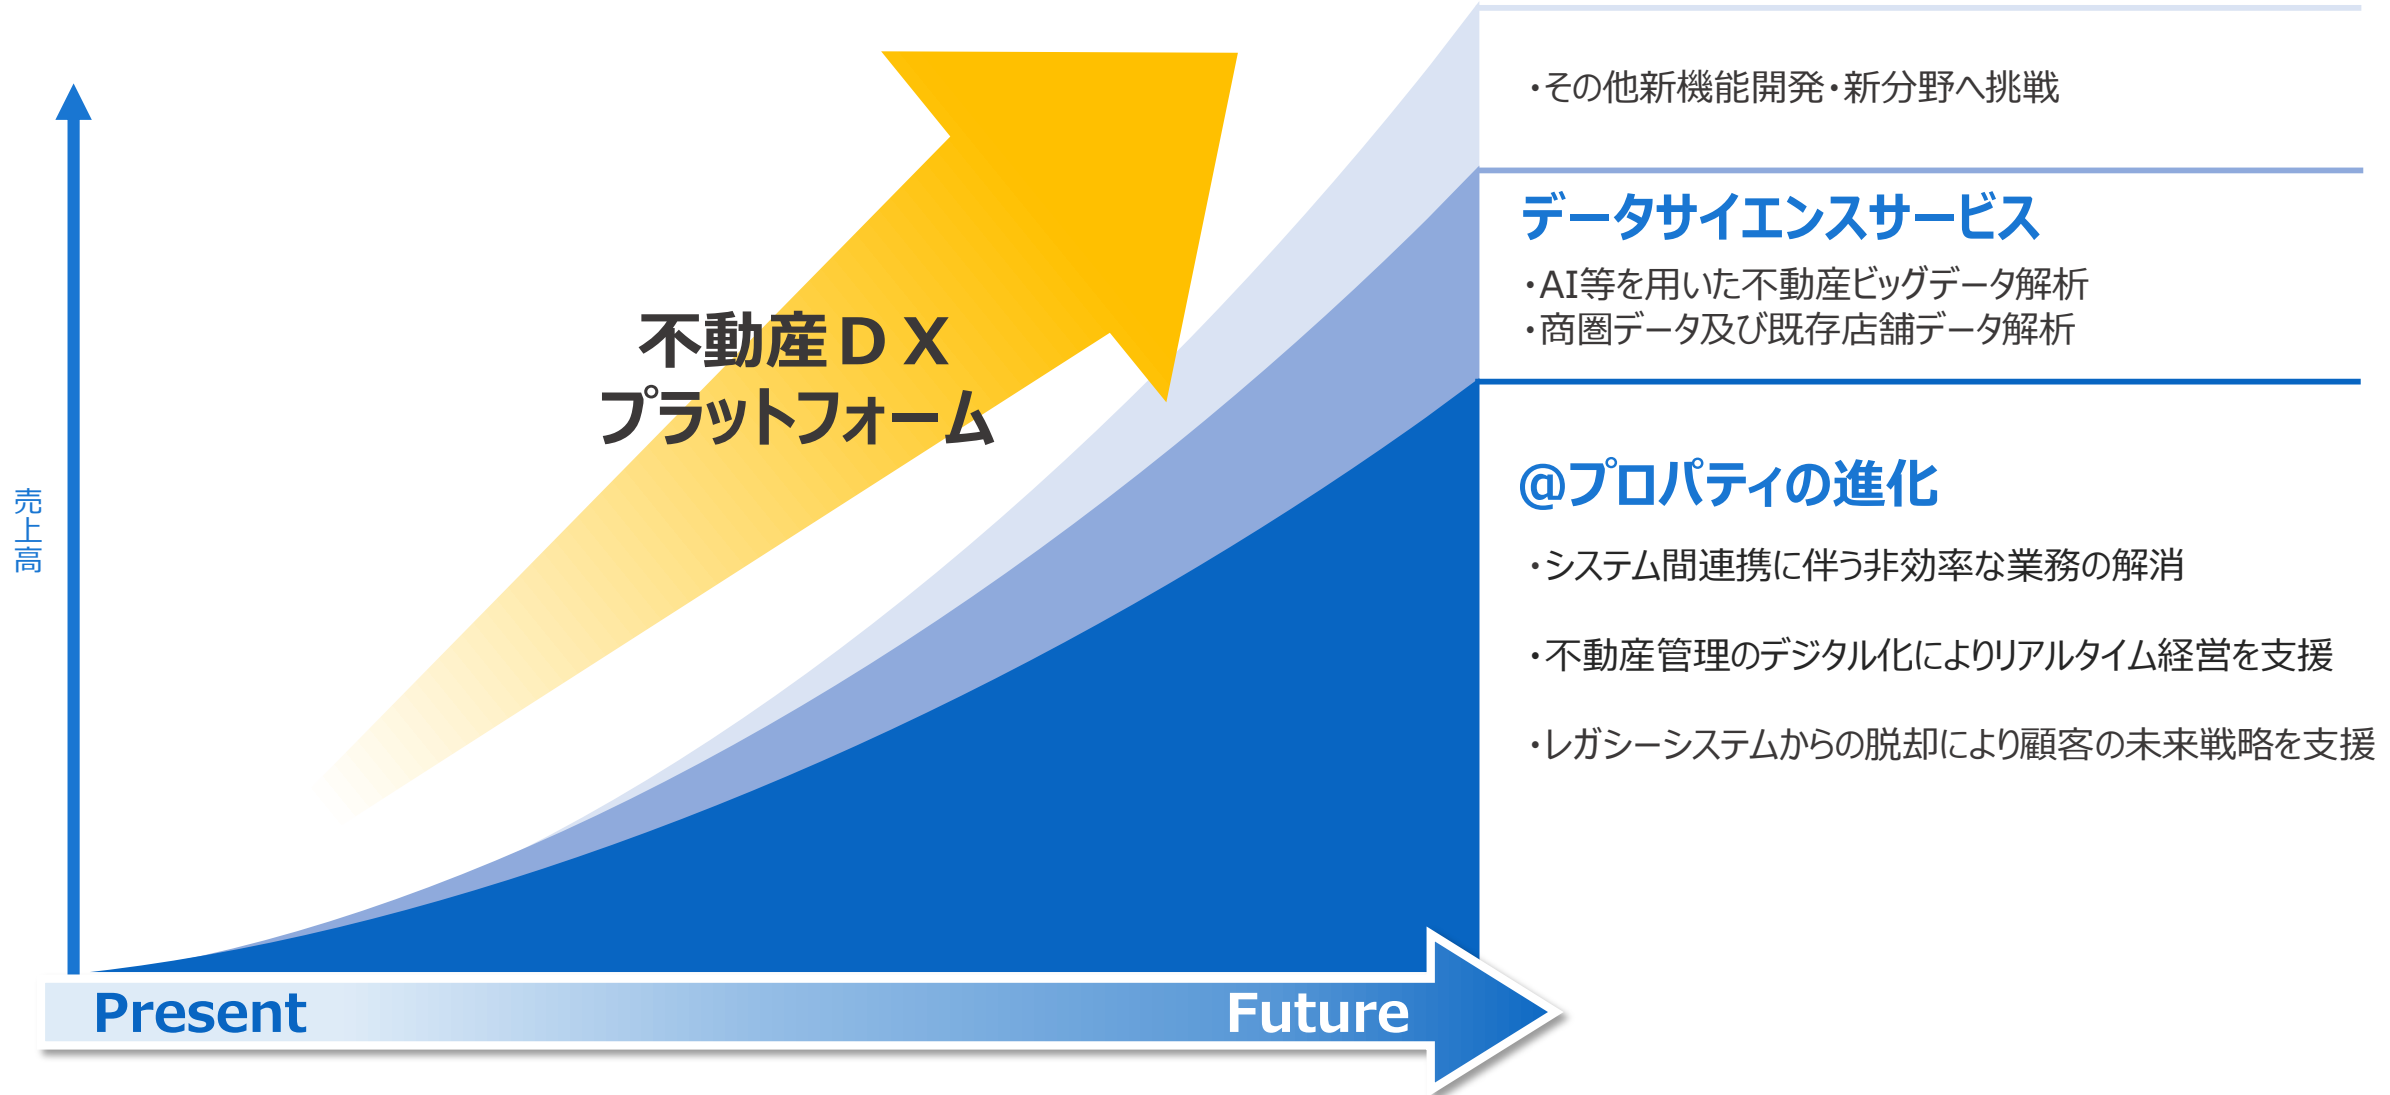 ・その他新機能開発・新分野へ挑戦
データサイエンスサービス
・AI等を用いた不動産ビッグデータ解析
・商圏データ及び既存店舗データ解析
不動産ＤＸ
プラットフォーム
売上高
@プロパティの進化
・システム間連携に伴う非効率な業務の解消
・不動産管理のデジタル化によりリアルタイム経営を支援
・レガシーシステムからの脱却により顧客の未来戦略を支援
Present
Future